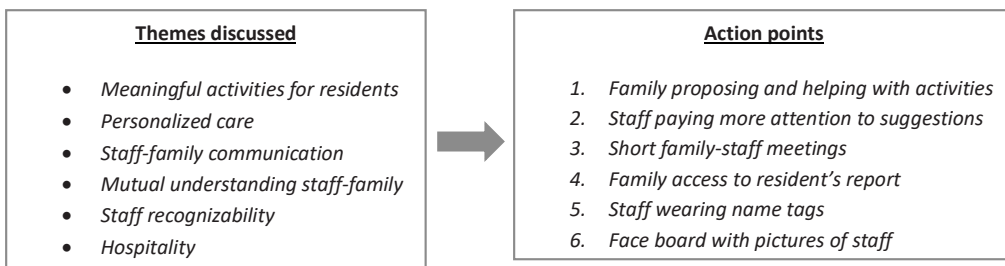 Themes discussed
• Meaningful activities for residents
• Personalized care
• Staff-family communication
• Mutual understanding staff-family
• Staff recognizability
• Hospitality
Action points
1. Family proposing and helping with activities
2. Staff paying more attention to suggestions
3. Short family-staff meetings
4. Family access to resident’s report
5. Staff wearing name tags
6. Face board with pictures of staff